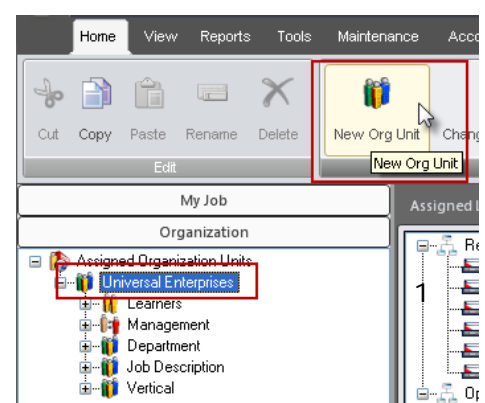 Home View Reports Tools Maintenance
Cut Copy Paste Rename Delete New Org Unit
Edit New Org Unit
My Job
Organization
Assigned
Assigned Organization Units
Universal Enterprises
Learners
Management
Department
Job Description
Vertical
1